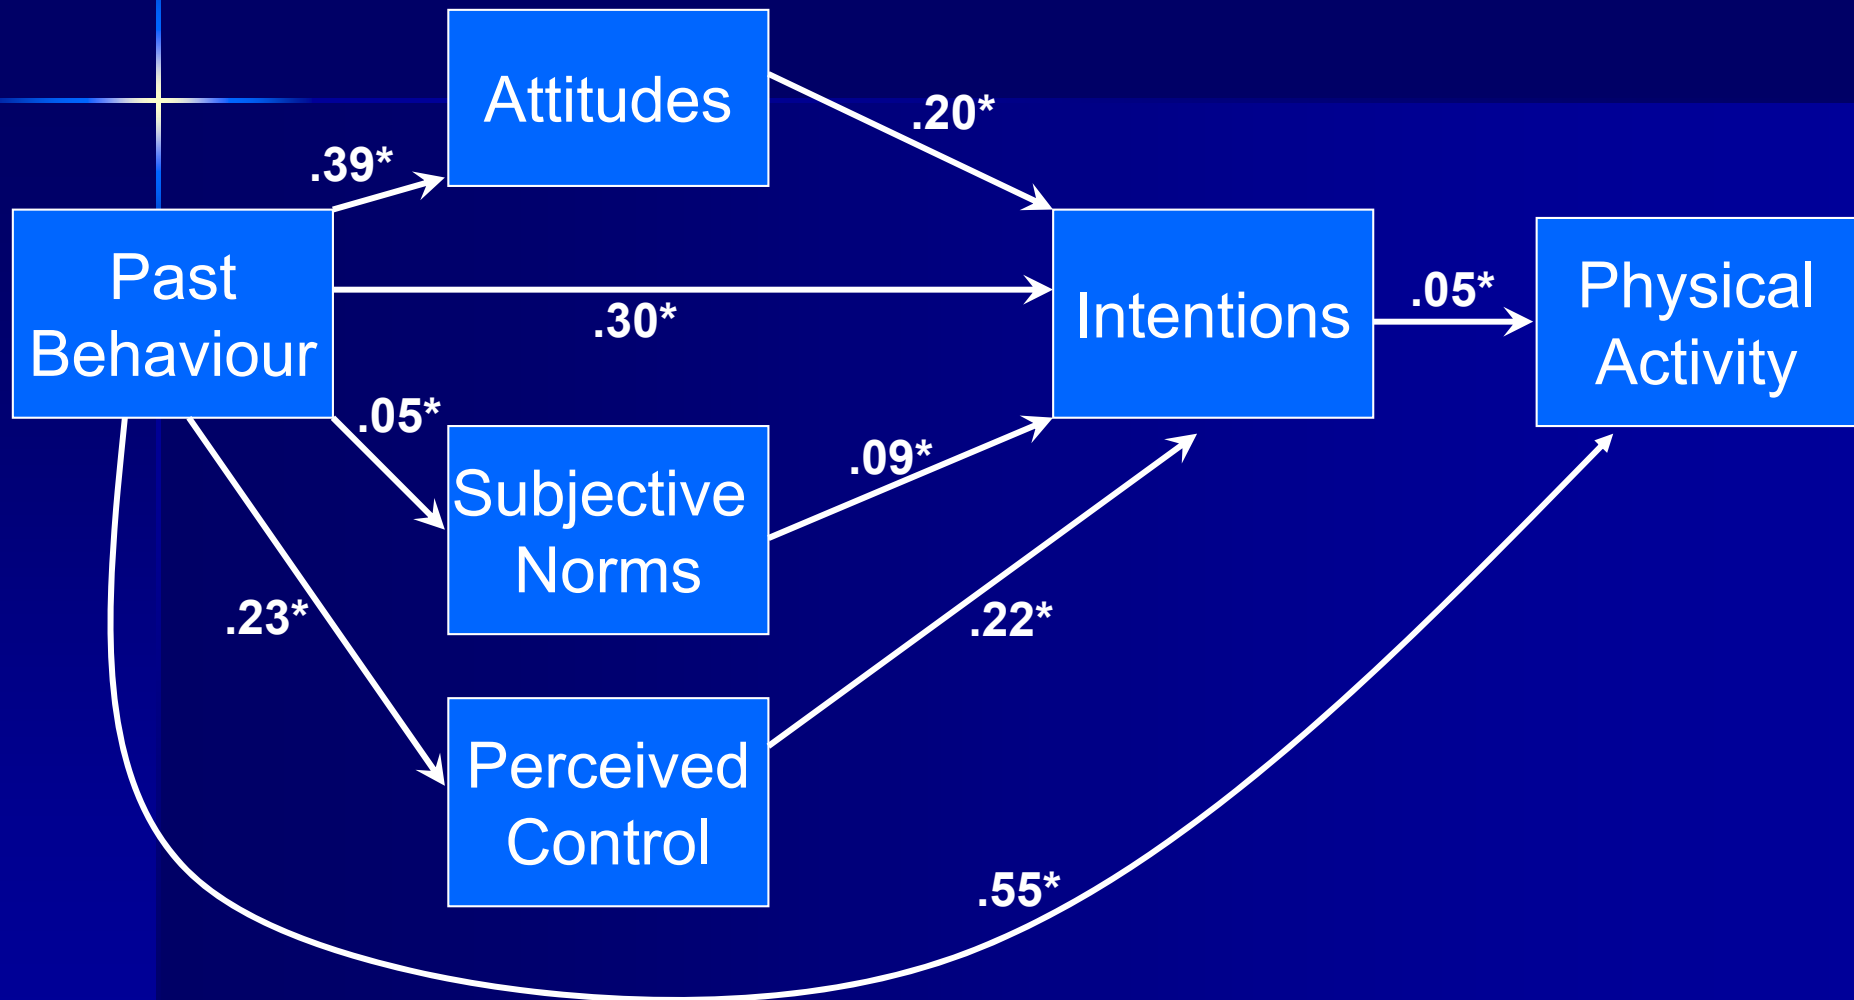 Attitudes
.20*
.39*
Past
Behaviour
.30*
Intentions
.05*
Physical
Activity
.05*
Subjective
Norms
.09*
.23*
.22*
Perceived
Control
.55*